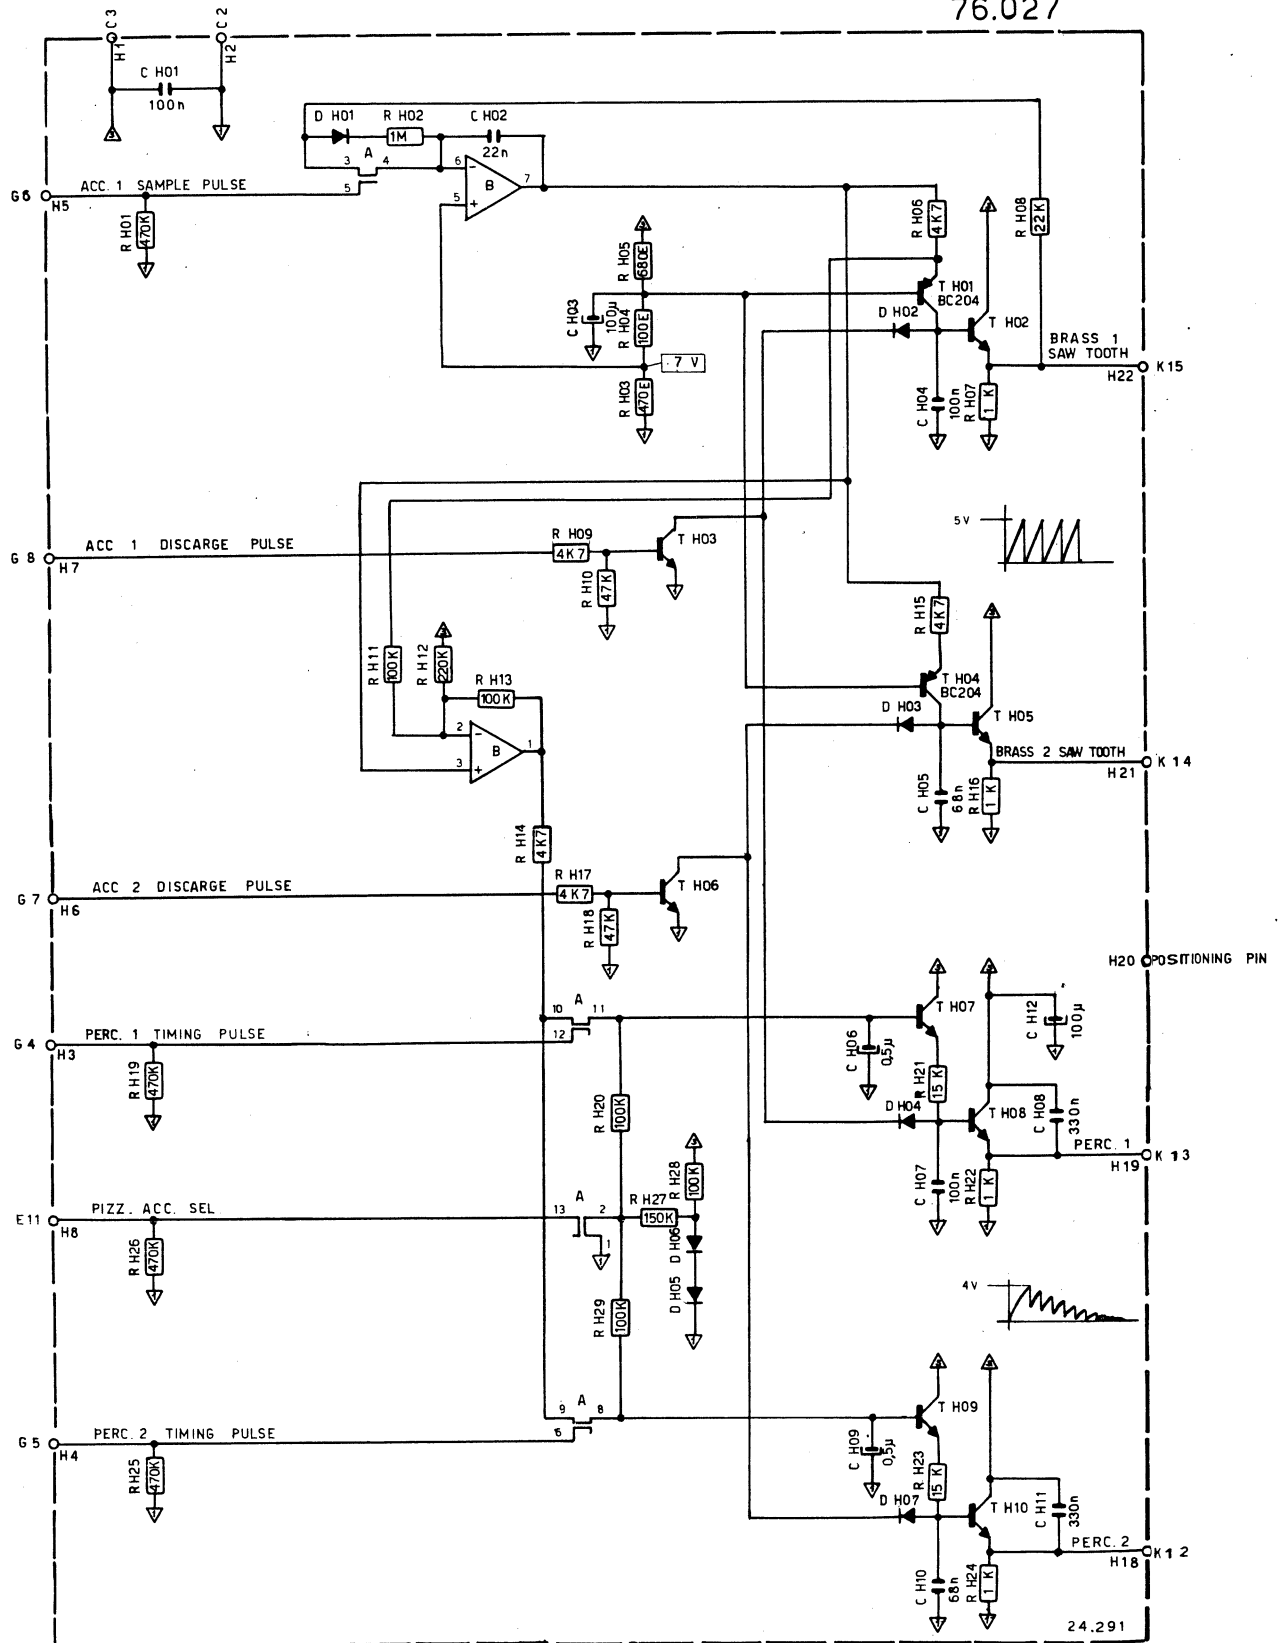 76.027
C 3
H1
C 2
H2
C H01
100n
D H01
R H02
1M
C H02
22n
A
3
4
5
6
7
5
B
G6
H5
ACC. 1 SAMPLE PULSE
R H01
470K
R H06
4K7
R H08
22K
R H05
680E
C H03
100µ
R H04
100E
7 V
R H03
470E
T H01
BC204
D H02
T H02
BRASS 1
SAW TOOTH
H22
K15
C H04
100n
R H07
1 K
5V
G 8
H7
ACC 1 DISCHARGE PULSE
R H09
4K7
R H10
47K
T H03
R H15
4K7
R H11
100K
R H12
220K
R H13
100K
2
3
1
B
T H04
BC204
D H03
T H05
BRASS 2 SAW TOOTH
H21
K 14
C H05
68n
R H16
1 K
R H14
4K7
G 7
H6
ACC 2 DISCHARGE PULSE
R H17
4K7
R H18
47K
T H06
H20
POSITIONING PIN
G 4
H3
PERC. 1 TIMING PULSE
R H19
470K
A
10
11
12
T H07
C H12
100µ
C H06
0,5µ
R H21
15 K
R H20
100K
D H04
T H08
C H08
330n
PERC. 1
H19
K 13
C H07
100n
R H22
1 K
E11
H8
PIZZ. ACC. SEL
R H26
470K
A
13
2
1
R H27
150K
R H28
100K
D H06
D H05
R H29
100K
4V
G 5
H4
PERC. 2 TIMING PULSE
R H25
470K
A
9
8
6
T H09
C H09
0,5µ
R H23
15 K
D H07
T H10
C H11
330n
PERC. 2
H18
K12
C H10
68n
R H24
1 K
24.291